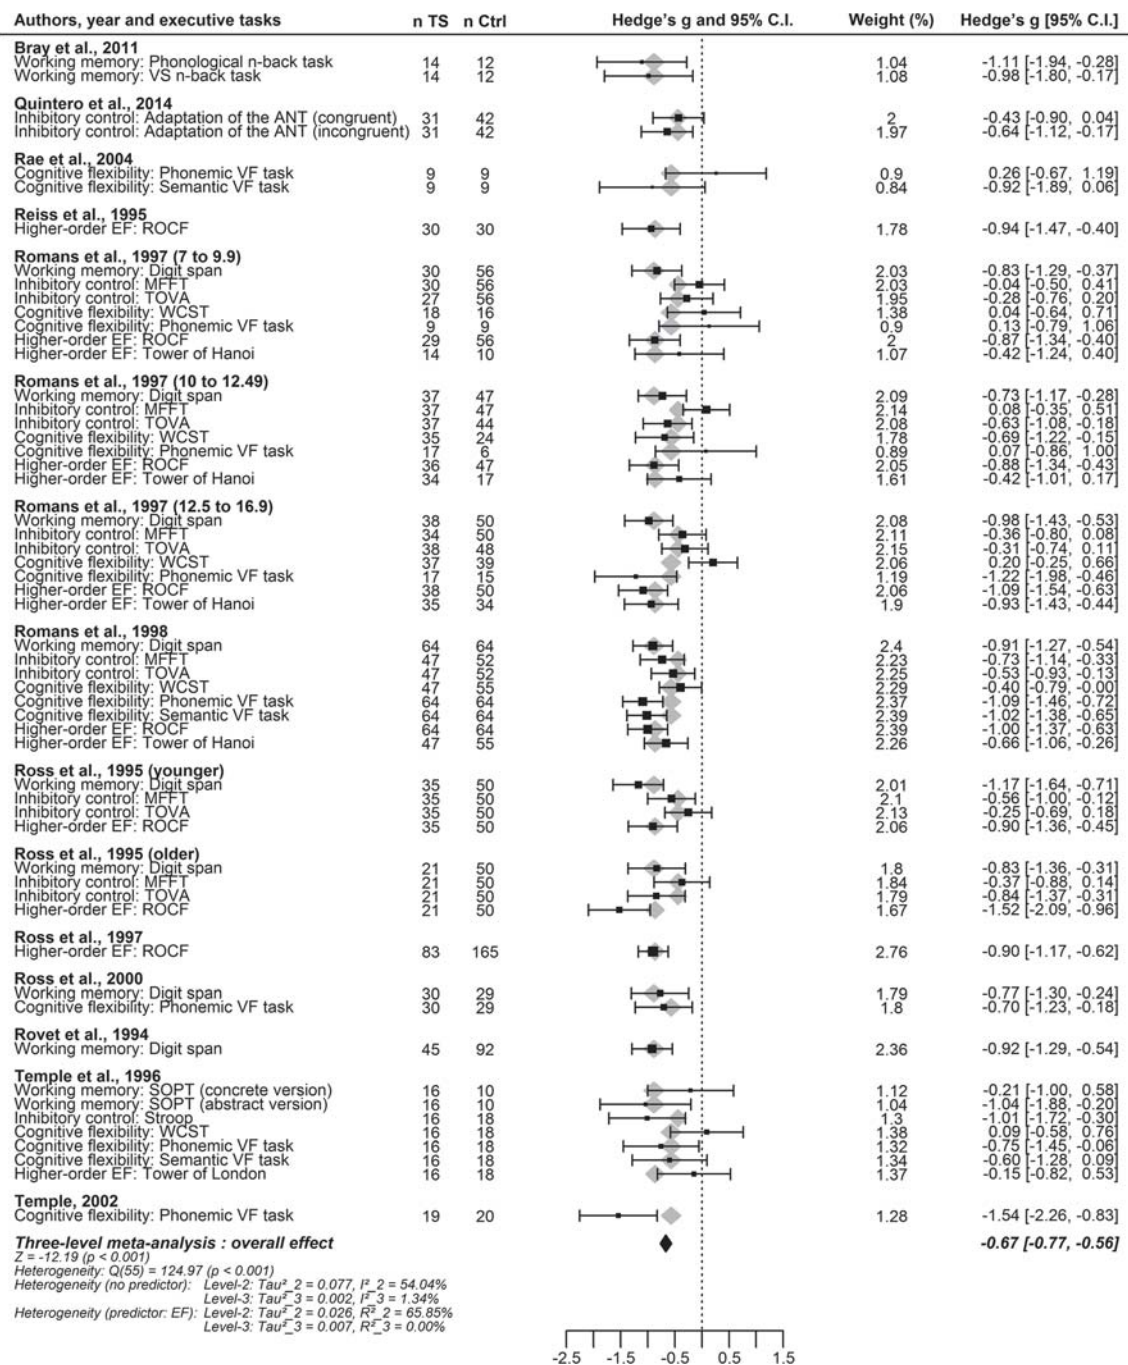 Authors, year and executive tasks n TS n Ctrl Hedge's g and 95% C.I. Weight (%) Hedge's g [95% C.I.]
Bray et al., 2011
Working memory: Phonological n-back task 14 12 1.04 -1.11 [-1.94, -0.28]
Working memory: VS n-back task 14 12 1.08 -0.98 [-1.80, -0.17]
Quintero et al., 2014
Inhibitory control: Adaptation of the ANT (congruent) 31 42 2 -0.43 [-0.90, 0.04]
Inhibitory control: Adaptation of the ANT (incongruent) 31 42 1.97 -0.64 [-1.12, -0.17]
Rae et al., 2004
Cognitive flexibility: Phonemic VF task 9 9 0.9 0.26 [-0.67, 1.19]
Cognitive flexibility: Semantic VF task 9 9 0.84 -0.92 [-1.89, 0.06]
Reiss et al., 1995
Higher-order EF: ROCF 30 30 1.78 -0.94 [-1.47, -0.40]
Romans et al., 1997 (7 to 9.9)
Working memory: Digit span 30 56 2.03 -0.83 [-1.29, -0.37]
Inhibitory control: MFFT 30 56 2.03 -0.04 [-0.50, 0.41]
Inhibitory control: TOVA 27 56 1.95 -0.28 [-0.76, 0.20]
Cognitive flexibility: WCST 18 16 1.38 0.04 [-0.64, 0.71]
Cognitive flexibility: Phonemic VF task 9 9 0.9 0.13 [-0.79, 1.06]
Higher-order EF: ROCF 29 56 2 -0.87 [-1.34, -0.40]
Higher-order EF: Tower of Hanoi 14 10 1.07 -0.42 [-1.24, 0.40]
Romans et al., 1997 (10 to 12.49)
Working memory: Digit span 37 47 2.09 -0.73 [-1.17, -0.28]
Inhibitory control: MFFT 37 47 2.14 0.08 [-0.35, 0.51]
Inhibitory control: TOVA 37 44 2.08 -0.63 [-1.08, -0.18]
Cognitive flexibility: WCST 35 24 1.78 -0.69 [-1.22, -0.15]
Cognitive flexibility: Phonemic VF task 17 6 0.89 0.07 [-0.86, 1.00]
Higher-order EF: ROCF 36 47 2.05 -0.88 [-1.34, -0.43]
Higher-order EF: Tower of Hanoi 34 17 1.61 -0.42 [-1.01, 0.17]
Romans et al., 1997 (12.5 to 16.9)
Working memory: Digit span 38 50 2.08 -0.98 [-1.43, -0.53]
Inhibitory control: MFFT 34 50 2.11 -0.36 [-0.80, 0.08]
Inhibitory control: TOVA 38 48 2.15 -0.31 [-0.74, 0.11]
Cognitive flexibility: WCST 37 39 2.06 0.20 [-0.25, 0.66]
Cognitive flexibility: Phonemic VF task 17 15 1.19 -1.22 [-1.98, -0.46]
Higher-order EF: ROCF 38 50 2.06 -1.09 [-1.54, -0.63]
Higher-order EF: Tower of Hanoi 35 34 1.9 -0.93 [-1.43, -0.44]
Romans et al., 1998
Working memory: Digit span 64 64 2.4 -0.91 [-1.27, -0.54]
Inhibitory control: MFFT 47 52 2.23 -0.73 [-1.14, -0.33]
Inhibitory control: TOVA 47 52 2.25 -0.53 [-0.93, -0.13]
Cognitive flexibility: WCST 47 55 2.29 -0.40 [-0.79, -0.00]
Cognitive flexibility: Phonemic VF task 64 64 2.37 -1.09 [-1.46, -0.72]
Cognitive flexibility: Semantic VF task 64 64 2.39 -1.02 [-1.38, -0.65]
Higher-order EF: ROCF 64 64 2.39 -1.00 [-1.37, -0.63]
Higher-order EF: Tower of Hanoi 47 55 2.26 -0.66 [-1.06, -0.26]
Ross et al., 1995 (younger)
Working memory: Digit span 35 50 2.01 -1.17 [-1.64, -0.71]
Inhibitory control: MFFT 35 50 2.1 -0.56 [-1.00, -0.12]
Inhibitory control: TOVA 35 50 2.13 -0.25 [-0.69, 0.18]
Higher-order EF: ROCF 35 50 2.06 -0.90 [-1.36, -0.45]
Ross et al., 1995 (older)
Working memory: Digit span 21 50 1.8 -0.83 [-1.36, -0.31]
Inhibitory control: MFFT 21 50 1.84 -0.37 [-0.88, 0.14]
Inhibitory control: TOVA 21 50 1.79 -0.84 [-1.37, -0.31]
Higher-order EF: ROCF 21 50 1.67 -1.52 [-2.09, -0.96]
Ross et al., 1997
Higher-order EF: ROCF 83 165 2.76 -0.90 [-1.17, -0.62]
Ross et al., 2000
Working memory: Digit span 30 29 1.79 -0.77 [-1.30, -0.24]
Cognitive flexibility: Phonemic VF task 30 29 1.8 -0.70 [-1.23, -0.18]
Rovet et al., 1994
Working memory: Digit span 45 92 2.36 -0.92 [-1.29, -0.54]
Temple et al., 1996
Working memory: SOPT (concrete version) 16 10 1.12 -0.21 [-1.00, 0.58]
Working memory: SOPT (abstract version) 16 10 1.04 -1.04 [-1.88, -0.20]
Inhibitory control: Stroop 16 18 1.3 -1.01 [-1.72, -0.30]
Cognitive flexibility: WCST 16 18 1.38 0.09 [-0.58, 0.76]
Cognitive flexibility: Phonemic VF task 16 18 1.32 -0.75 [-1.45, -0.06]
Cognitive flexibility: Semantic VF task 16 18 1.34 -0.60 [-1.28, 0.09]
Higher-order EF: Tower of London 16 18 1.37 -0.15 [-0.82, 0.53]
Temple, 2002
Cognitive flexibility: Phonemic VF task 19 20 1.28 -1.54 [-2.26, -0.83]
Three-level meta-analysis : overall effect -0.67 [-0.77, -0.56]
Z = -12.19 (p < 0.001)
Heterogeneity: Q(55) = 124.97 (p < 0.001)
Heterogeneity (no predictor): Level-2: Tau²_2 = 0.077, I²_2 = 54.04%
Level-3: Tau²_3 = 0.002, I²_3 = 1.34%
Heterogeneity (predictor: EF): Level-2: Tau²_2 = 0.026, R²_2 = 65.85%
Level-3: Tau²_3 = 0.007, R²_3 = 0.00%
-2.5 -1.5 -0.5 0.5 1.5